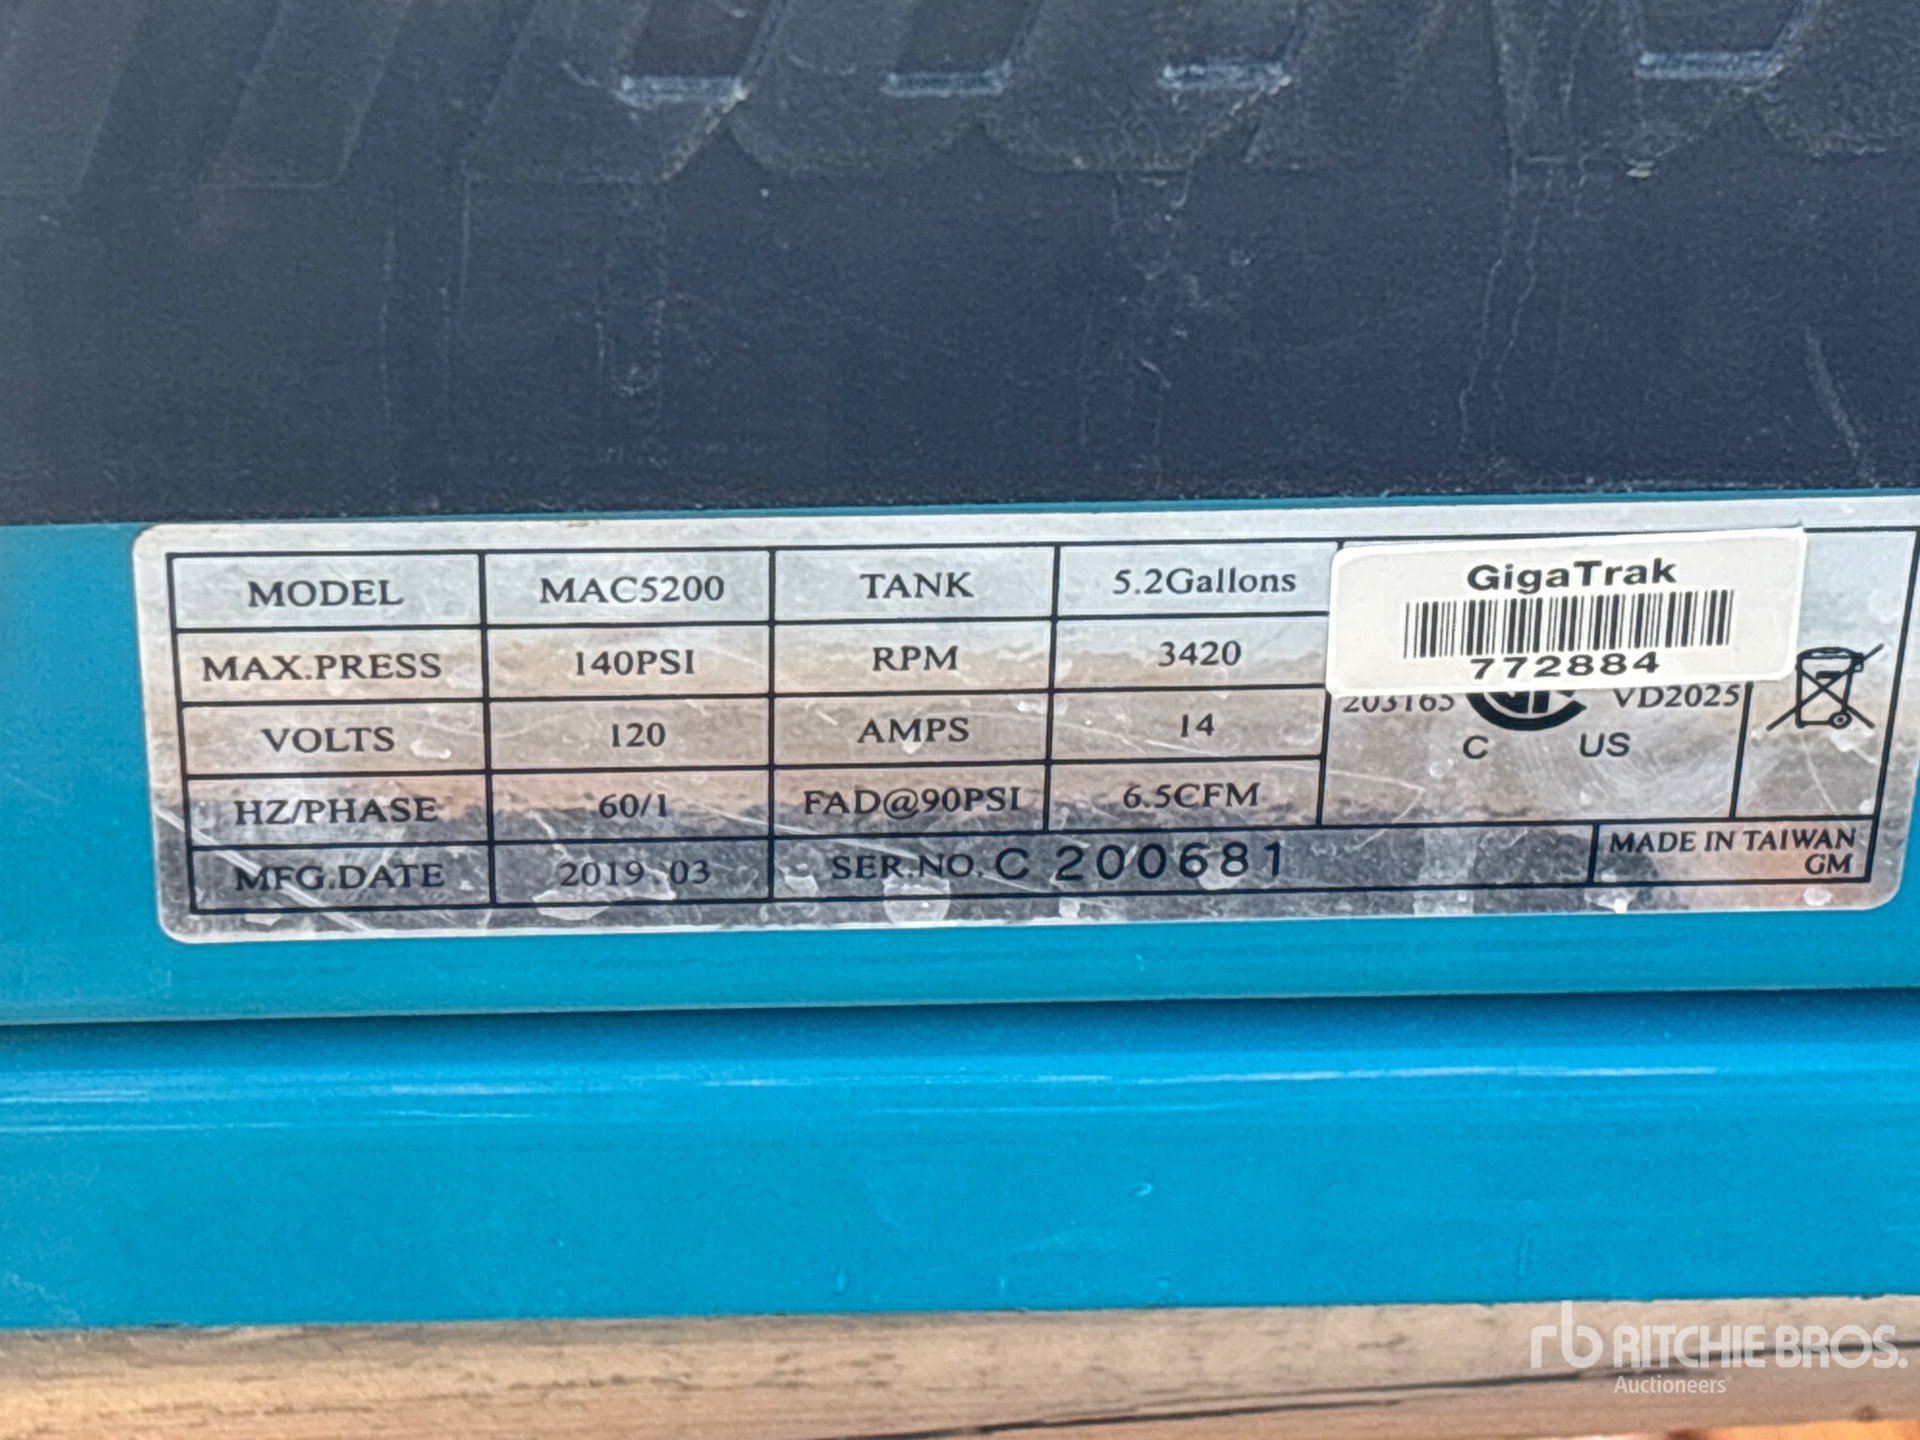 MODEL MAC5200 TANK 5.2Gallons
GigaTrak
772884
MAX.PRESS 140PSI RPM 3420
203165 VD2025
VOLTS 120 AMPS 14
C US
HZ/PHASE 60/1 FAD@90PSI 6.5CFM
MFG.DATE 2019.03 SER.NO. C 200681
MADE IN TAIWAN
GM
rb RITCHIE BROS.
Auctioneers